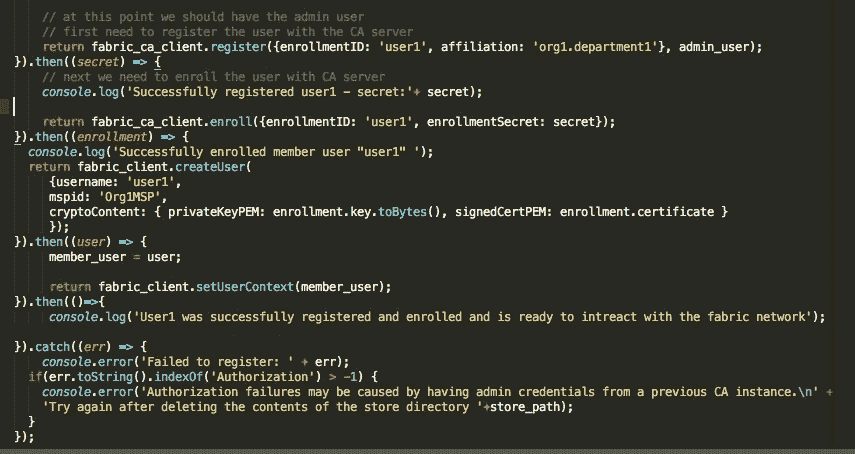 // at this point we should have the admin user
// first need to register the user with the CA server
return fabric_ca_client.register({enrollmentID: 'user1', affiliation: 'org1.department1'}, admin_user);
}).then((secret) => {
// next we need to enroll the user with CA server
console.log('Successfully registered user1 - secret:'+ secret);
return fabric_ca_client.enroll({enrollmentID: 'user1', enrollmentSecret: secret});
}).then((enrollment) => {
console.log('Successfully enrolled member user "user1" ');
return fabric_client.createUser(
{username: 'user1',
mspid: 'Org1MSP',
cryptoContent: { privateKeyPEM: enrollment.key.toBytes(), signedCertPEM: enrollment.certificate }
});
}).then((user) => {
member_user = user;
return fabric_client.setUserContext(member_user);
}).then(()=>{
console.log('User1 was successfully registered and enrolled and is ready to intreact with the fabric network');
}).catch((err) => {
console.error('Failed to register: ' + err);
if(err.toString().indexOf('Authorization') > -1) {
console.error('Authorization failures may be caused by having admin credentials from a previous CA instance.\n' +
'Try again after deleting the contents of the store directory '+store_path);
}
});